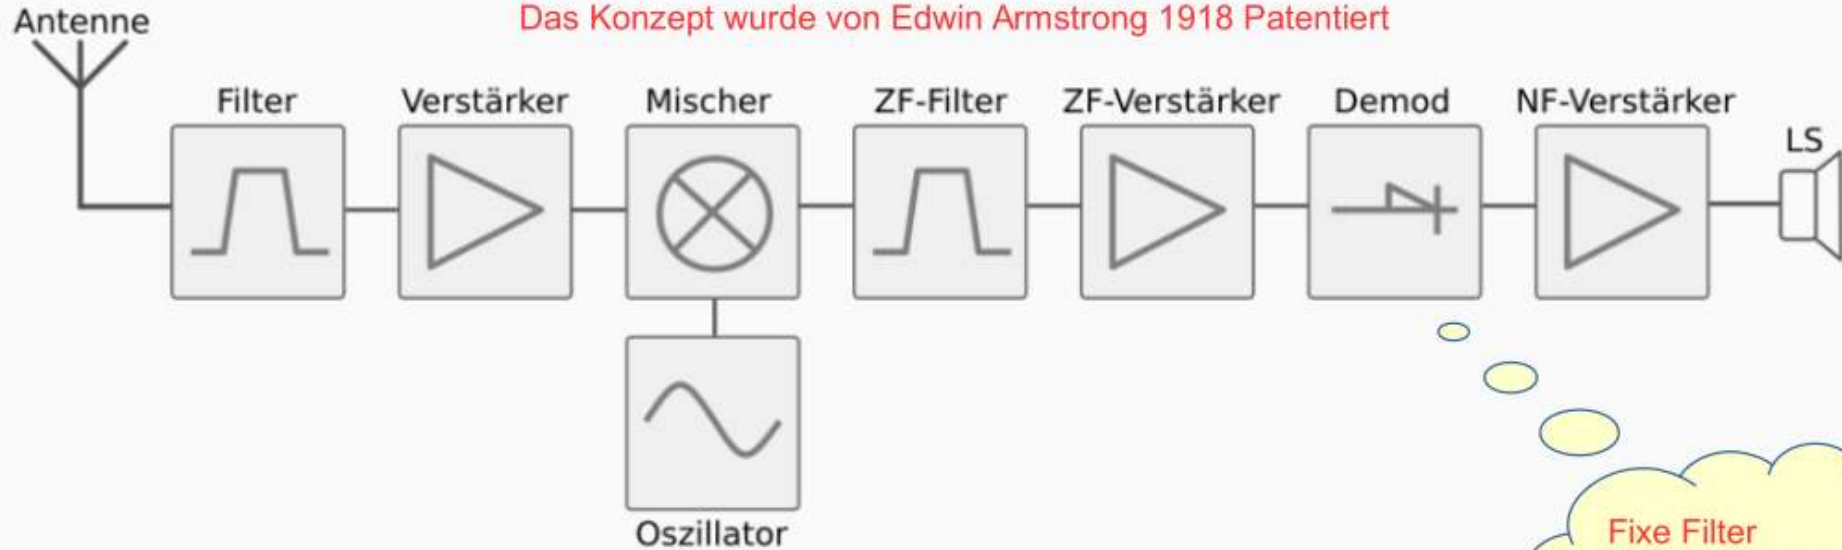 Das Konzept wurde von Edwin Armstrong 1918 Patentiert
Antenne
Filter
Verstärker
Mischer
ZF-Filter
ZF-Verstärker
Demod
NF-Verstärker
LS
Oszillator
Fixe Filter